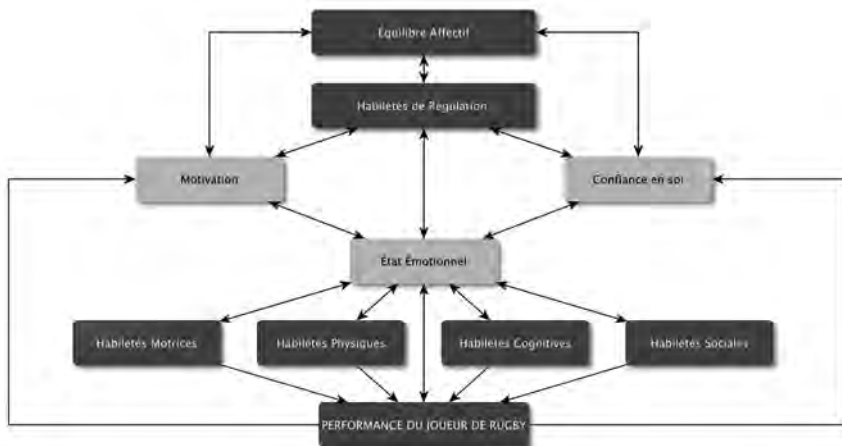 Équilibre Affectif
Habiletés de Régulation
Motivation
Confiance en soi
État Émotionnel
Habiletés Motrices
Habiletés Physiques
Habiletés Cognitives
Habiletés Sociales
PERFORMANCE DU JOUEUR DE RUGBY